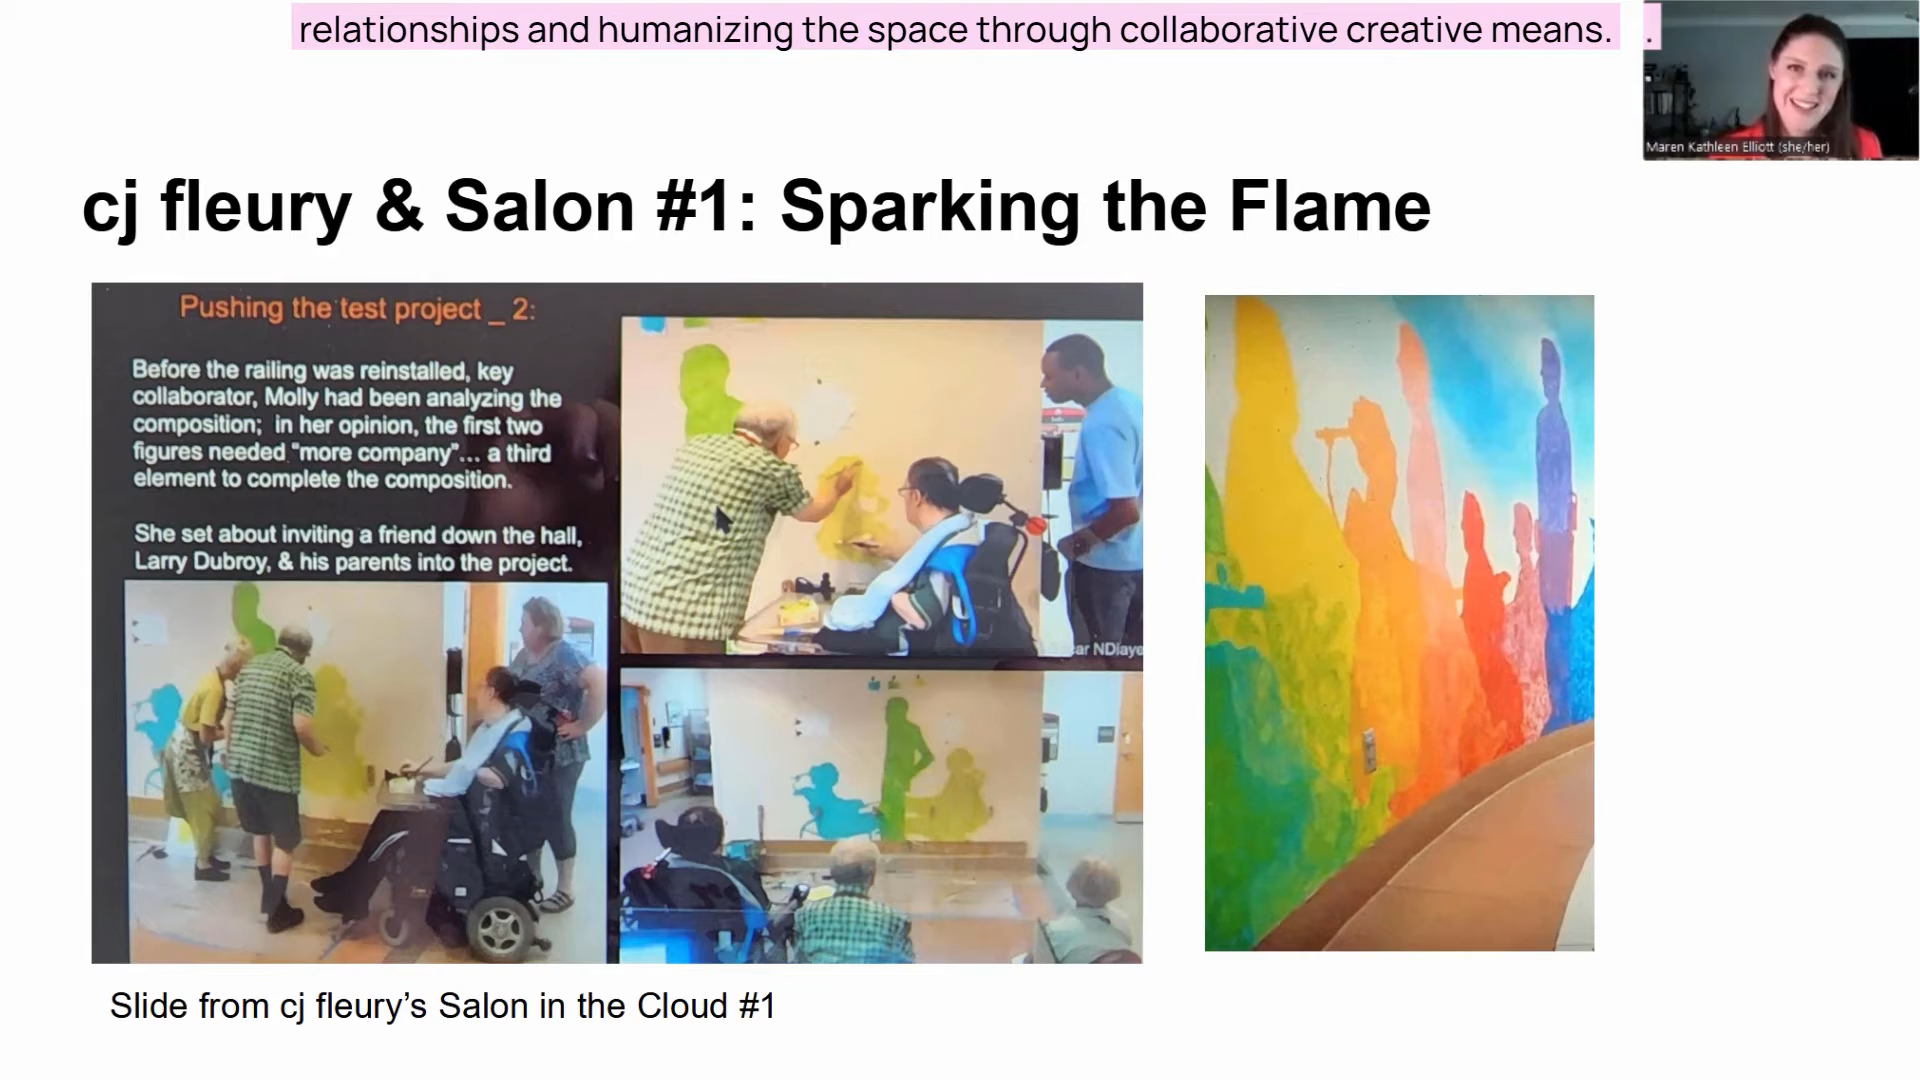 relationships and humanizing the space through collaborative creative means. .
Maren Kathleen Elliott (she/her)
cj fleury & Salon #1: Sparking the Flame
Pushing the test project _ 2:
Before the railing was reinstalled, key
collaborator, Molly had been analyzing the
composition; in her opinion, the first two
figures needed "more company"... a third
element to complete the composition.
She set about inviting a friend down the hall,
Larry Dubroy, & his parents into the project.
NDiaye
Slide from cj fleury’s Salon in the Cloud #1